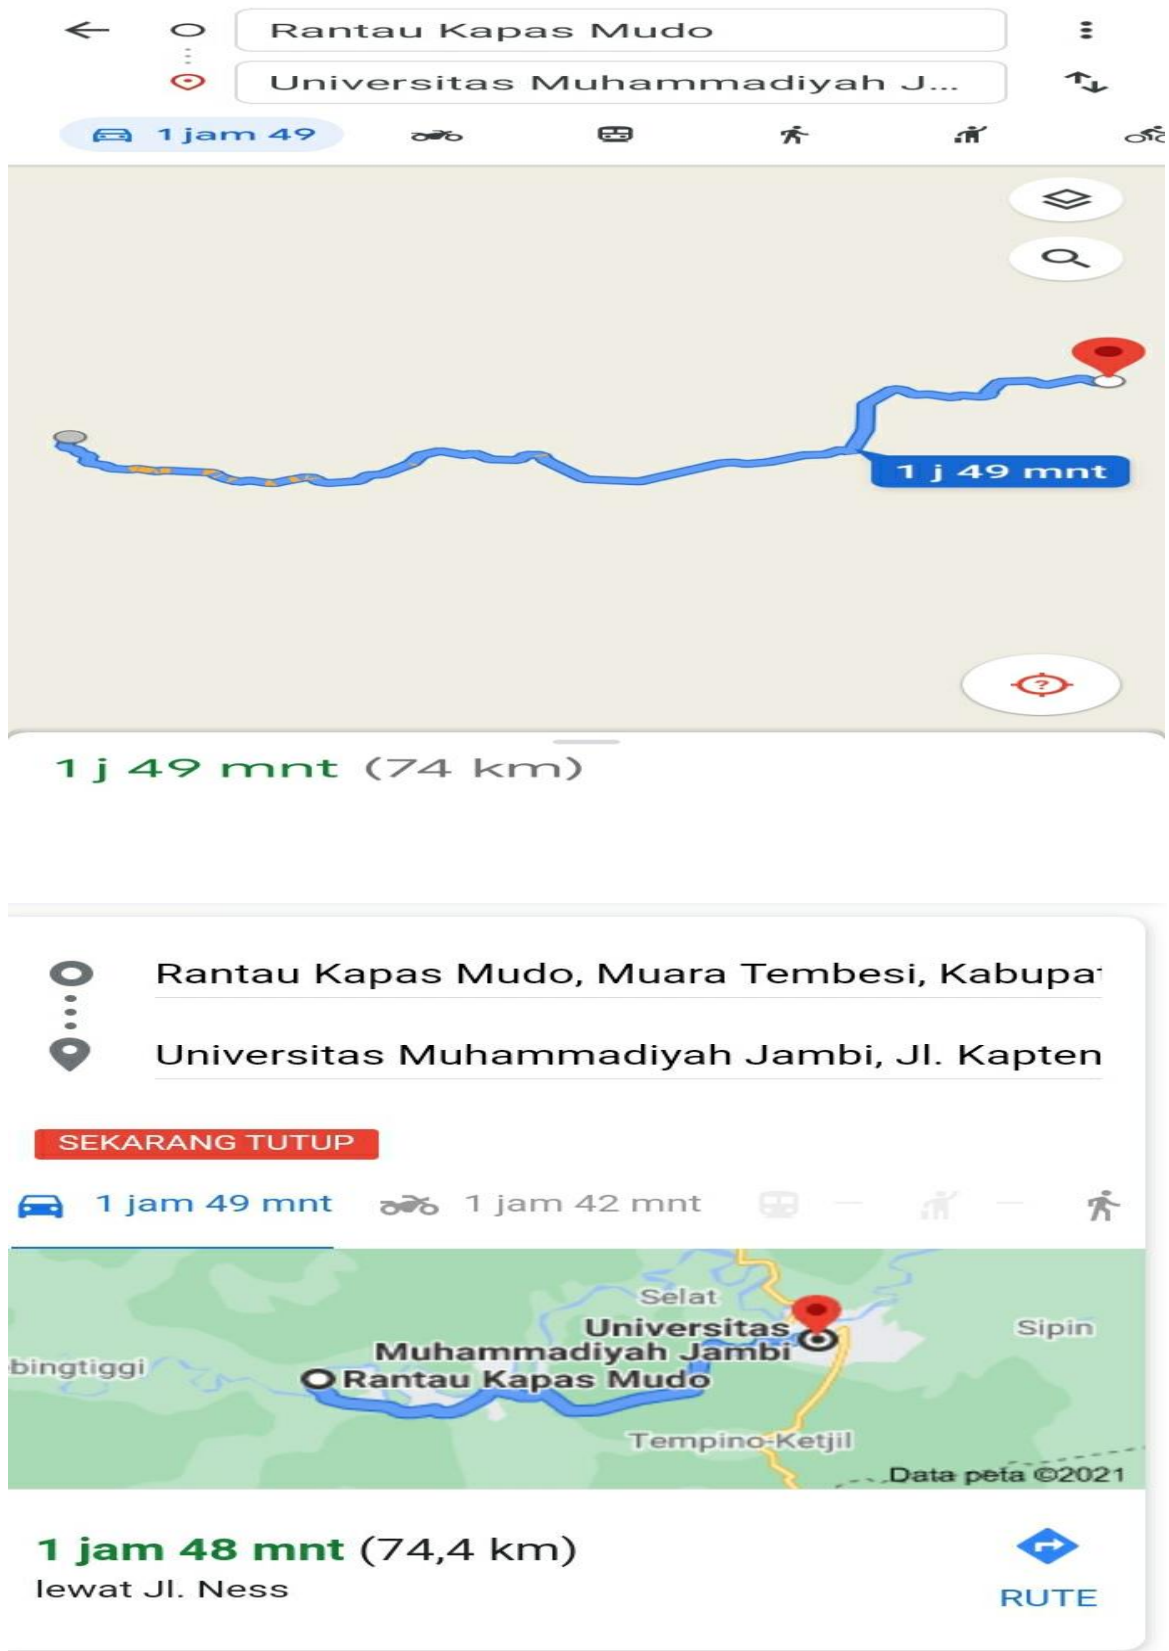 Rantau Kapas Mudo
Universitas Muhammadiyah J...
1 jam 49
1 j 49 mnt
?
1 j 49 mnt (74 km)
Rantau Kapas Mudo, Muara Tembesi, Kabupa
Universitas Muhammadiyah Jambi, Jl. Kapten
SEKARANG TUTUP
1 jam 49 mnt 1 jam 42 mnt — —
Selat
Universitas
Muhammadiyah Jambi
Sipin
bingtiggi
Rantau Kapas Mudo
Tempino-Ketjil
Data peta ©2021
1 jam 48 mnt (74,4 km)
lewat Jl. Ness
RUTE